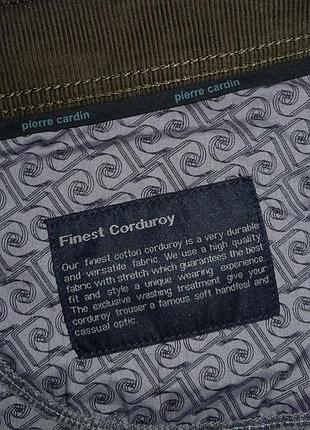 pierre cardin
pierre cardin
Finest Corduroy
Our finest cotton corduroy is a very durable
and versatile fabric. We use a high quality
fabric with stretch which guarantees the best
fit and style a unique wearing experience.
The exclusive washing treatment give your
corduroy trouser a famous soft handfeel and
cassual optic.